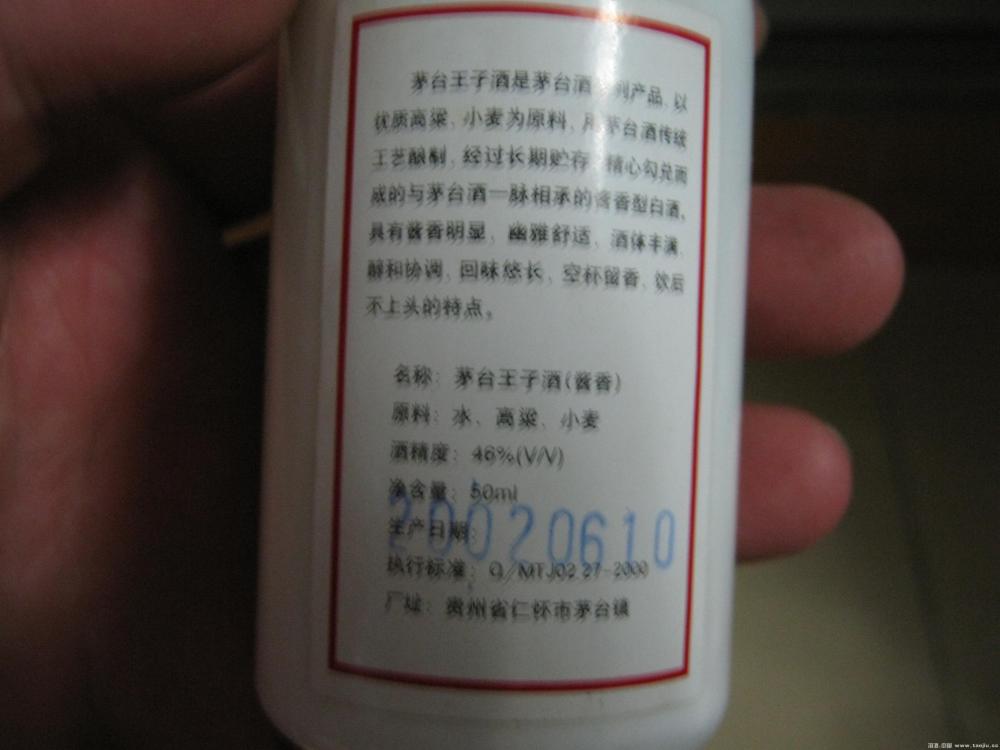 茅台王子酒是茅台酒 列产品、以
优质高粱、小麦为原料，用茅台酒传统
工艺酿制，经过长期贮存 精心勾兑而
成的与茅台酒一脉相承的酱香型白酒。
具有酱香明显、幽雅舒适、酒体丰满、
醇和协调、回味悠长、空杯留香、饮后
不上头的特点。
名称：茅台王子酒(酱香)
原料：水、高粱、小麦
酒精度：46%(V/V)
净含量：50ml
生产日期：
20020610
执行标准：Q/MTJ02.27-2000
厂址：贵州省仁怀市茅台镇
www.taojiu.cc